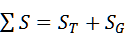 ∑ S = S_T + S_G